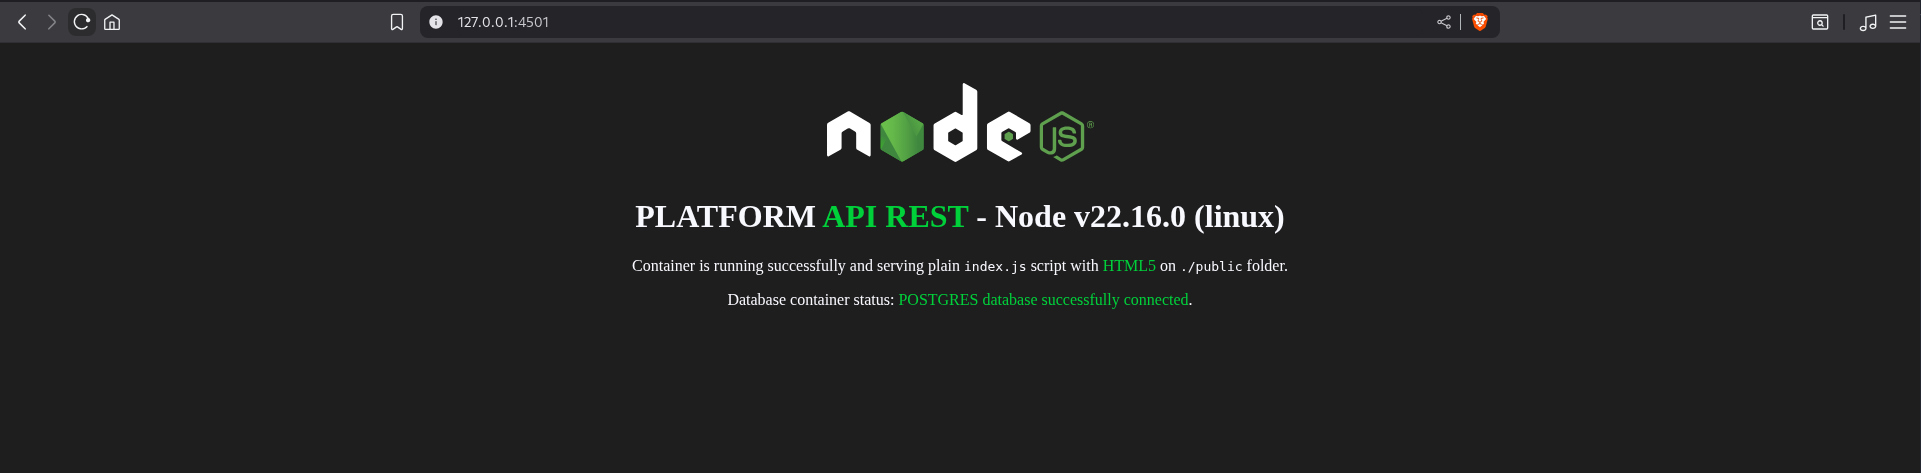 127.0.0.1:4501
node JS ®
PLATFORM API REST - Node v22.16.0 (linux)
Container is running successfully and serving plain index.js script with HTML5 on ./public folder.
Database container status: POSTGRES database successfully connected.